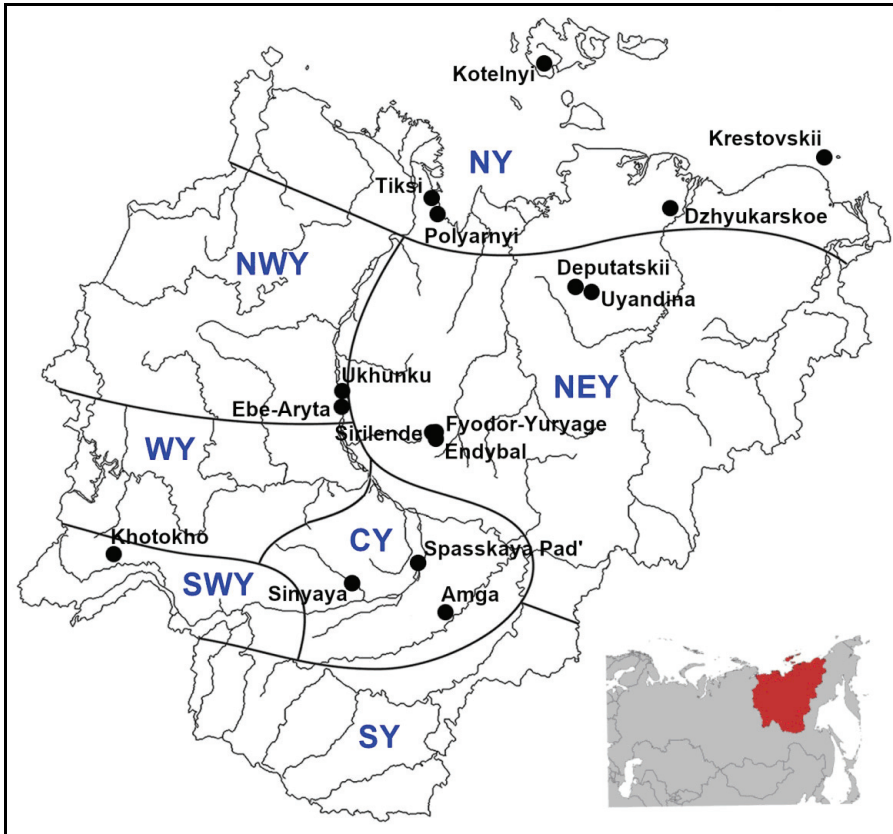 Kotelnyi
Krestovskii
NY
Tiksi
Dzhyukarskoe
Polyarnyi
NWY
Deputatskii
Uyandina
Ukhunku
NEY
Ebe-Aryta
Fyodor-Yuryage
Sirilende
WY
Endybal
Khotokho
CY
Spasskaya Pad'
SWY
Sinyaya
Amga
SY